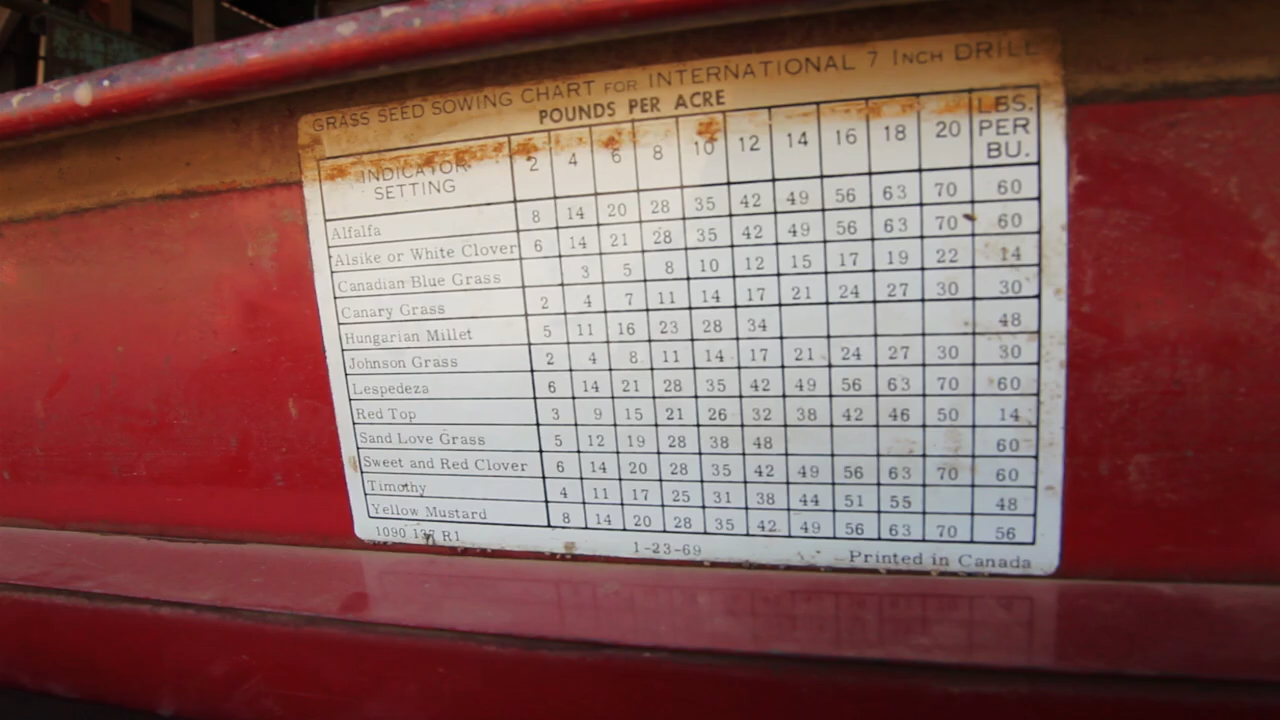 GRASS SEED SOWING CHART FOR INTERNATIONAL 7 INCH DRILL
POUNDS PER ACRE
INDICATOR SETTING 2 4 6 8 10 12 14 16 18 20 LBS. PER BU.
Alfalfa 8 14 20 28 35 42 49 56 63 70 60
Alsike or White Clover 6 14 21 28 35 42 49 56 63 70 60
Canadian Blue Grass 3 5 8 10 12 15 17 19 22 14
Canary Grass 2 4 7 11 14 17 21 24 27 30 30
Hungarian Millet 5 11 16 23 28 34 48
Johnson Grass 2 4 8 11 14 17 21 24 27 30 30
Lespedeza 6 14 21 28 35 42 49 56 63 70 60
Red Top 3 9 15 21 26 32 38 42 46 50 14
Sand Love Grass 5 12 19 28 38 48 60
Sweet and Red Clover 6 14 20 28 35 42 49 56 63 70 60
Timothy 4 11 17 25 31 38 44 51 55 48
Yellow Mustard 8 14 20 28 35 42 49 56 63 70 56
1090 137 R1 1-23-69 Printed in Canada